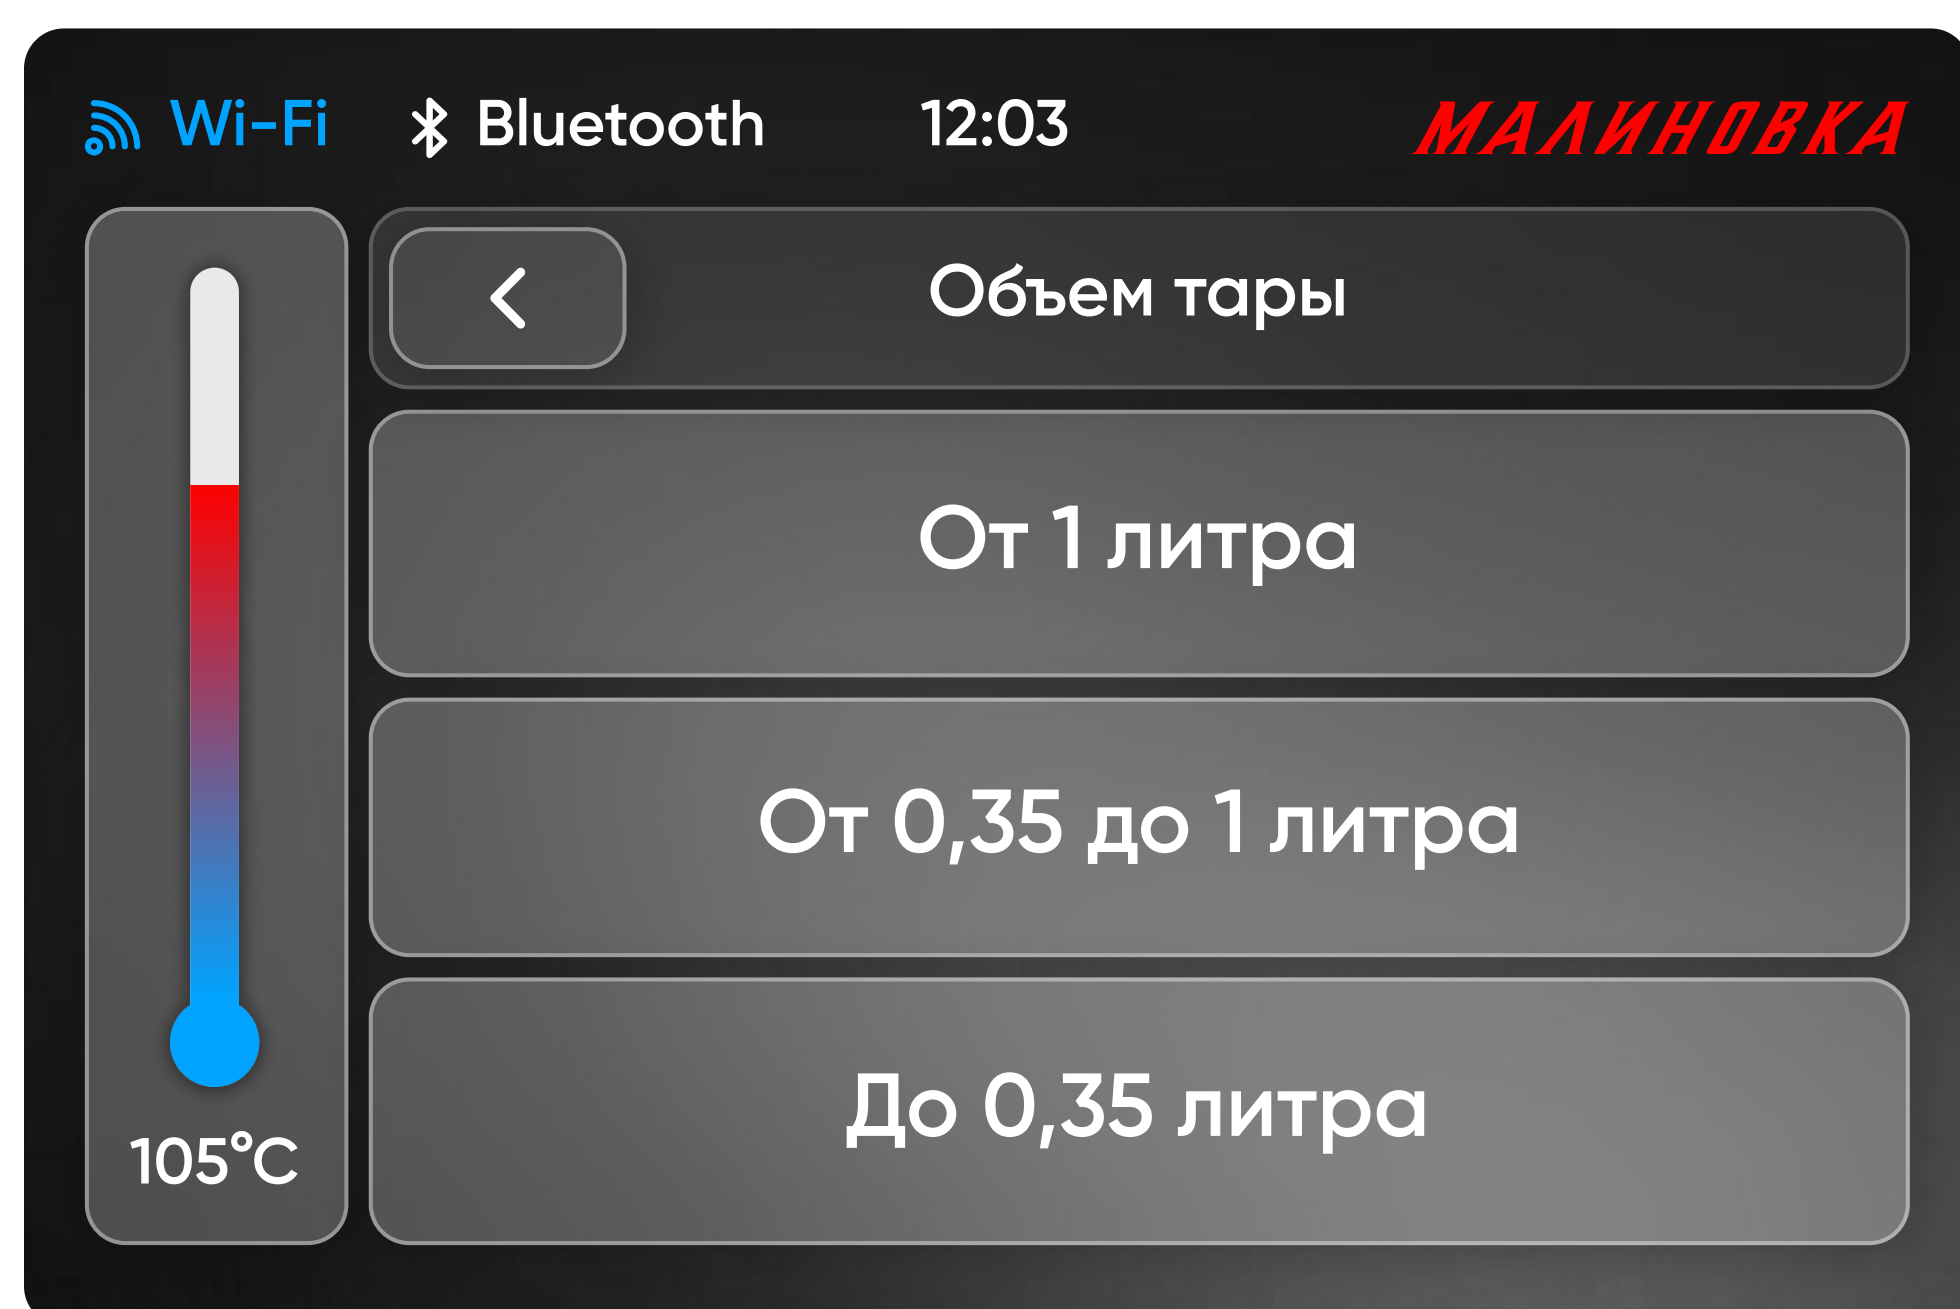 Wi-Fi Bluetooth 12:03 МАЛИНОВКА
Объем тары
От 1 литра
От 0,35 до 1 литра
До 0,35 литра
105°C